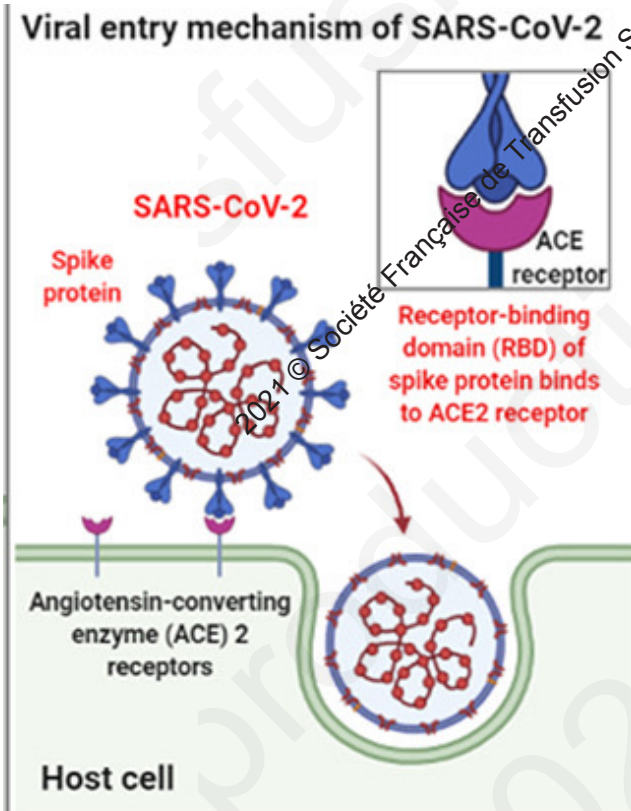 Viral entry mechanism of SARS-CoV-2
2021 © Société Française de Transfusion
SARS-CoV-2
Spike
protein
ACE
receptor
Receptor-binding
domain (RBD) of
spike protein binds
to ACE2 receptor
Angiotensin-converting
enzyme (ACE) 2
receptors
Host cell